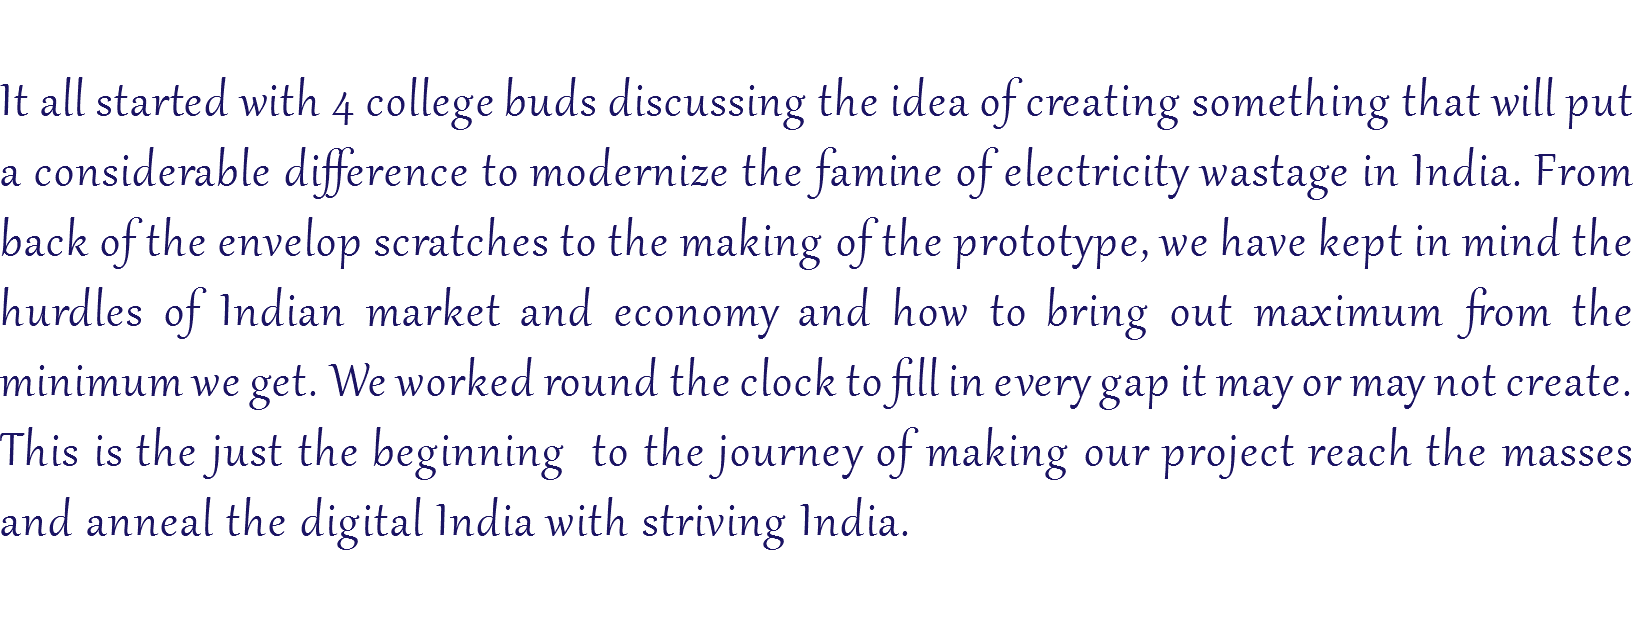 It all started with 4 college buds discussing the idea of creating something that will put
a considerable difference to modernize the famine of electricity wastage in India. From
back of the envelop scratches to the making of the prototype, we have kept in mind the
hurdles of Indian market and economy and how to bring out maximum from the
minimum we get. We worked round the clock to fill in every gap it may or may not create.
This is the just the beginning  to the journey of making our project reach the masses
and anneal the digital India with striving India.